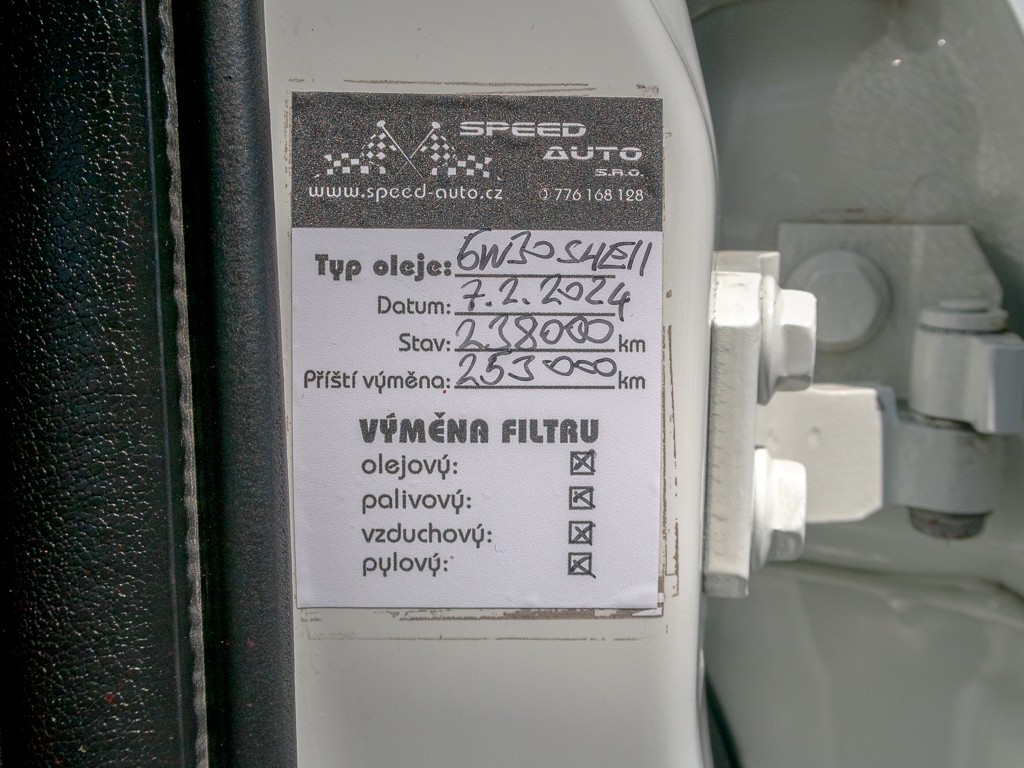 SPEED
AUTO
S.R.O.
www.speed-auto.cz 776 168 128
Typ oleje: 5W30 SHEll
Datum: 7.2.2024
Stav: 238000 km
Příští výměna: 253000 km
VÝMĚNA FILTRU
olejový: ☒
palivový: ☒
vzduchový: ☒
pylový: ☒